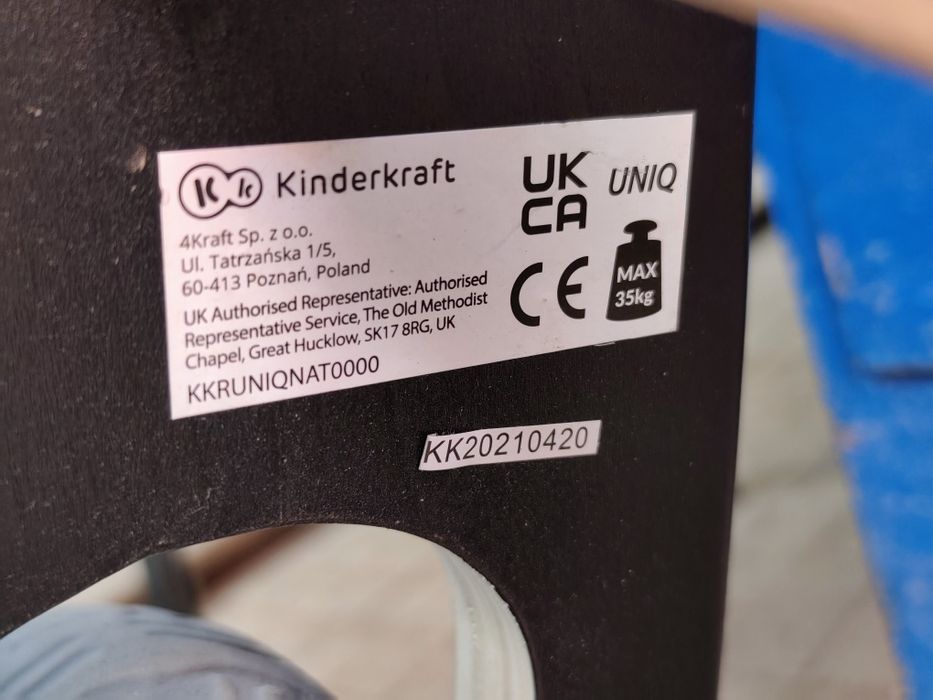 K k Kinderkraft
UK
CA
UNIQ
4Kraft Sp. z o.o.
Ul. Tatrzańska 1/5,
60-413 Poznań, Poland
UK Authorised Representative: Authorised
Representative Service, The Old Methodist
Chapel, Great Hucklow, SK17 8RG, UK
KKRUNIQNAT0000
CE
MAX
35kg
KK20210420